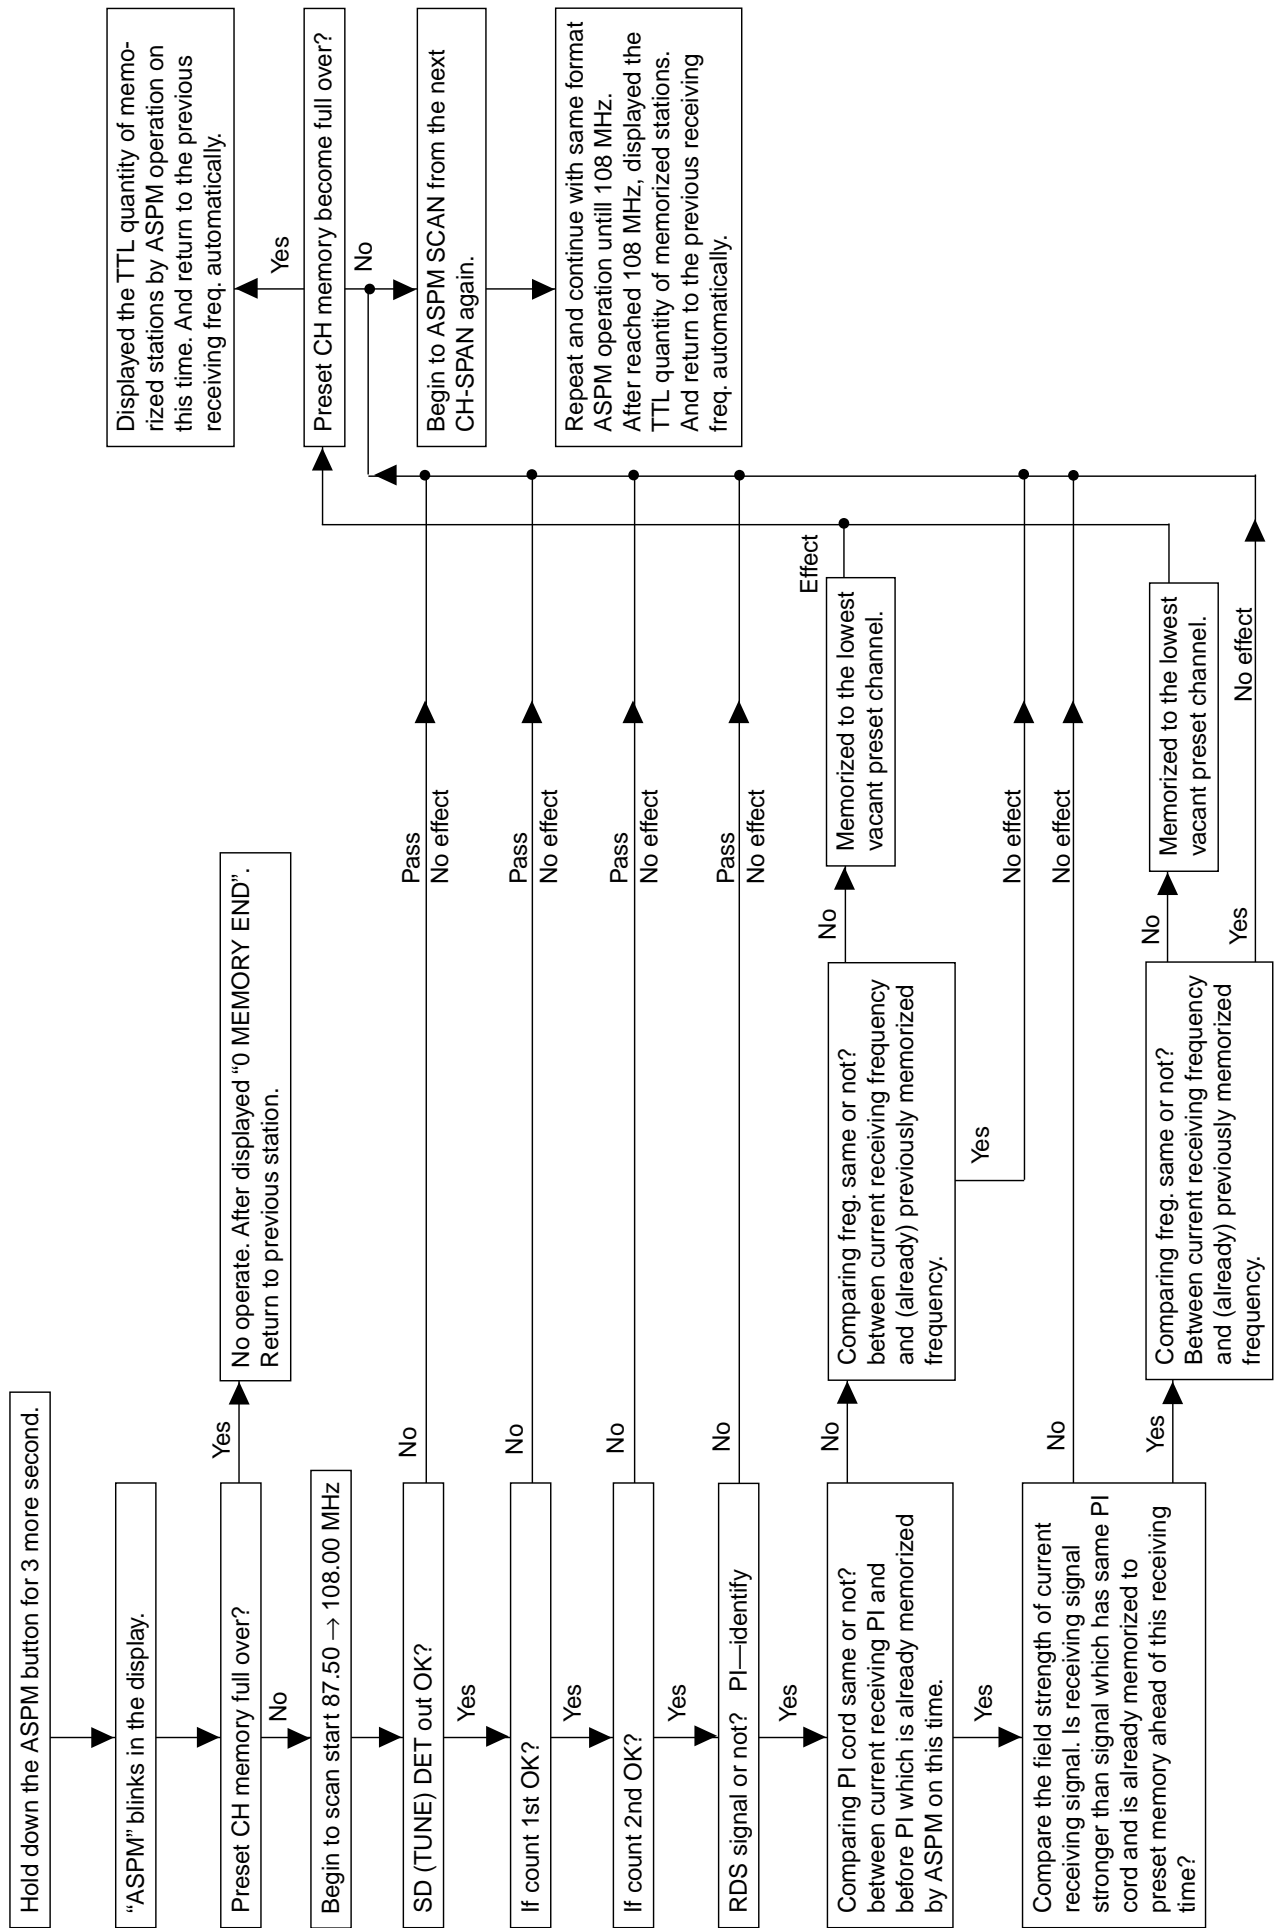 Hold down the ASPM button for 3 more second.
“ASPM” blinks in the display.
Preset CH memory full over?
Yes
No operate. After displayed “0 MEMORY END”.
Return to previous station.
No
Begin to scan start 87.50 → 108.00 MHz
SD (TUNE) DET out OK?
No
Pass
No effect
Yes
If count 1st OK?
No
Pass
No effect
Yes
If count 2nd OK?
No
Pass
No effect
Yes
RDS signal or not? PI—identify
No
Pass
No effect
Yes
Comparing PI cord same or not?
between current receiving PI and
before PI which is already memorized
by ASPM on this time.
No
Comparing freg. same or not?
between current receiving frequency
and (already) previously memorized
frequency.
No
Memorized to the lowest
vacant preset channel.
Effect
Yes
No effect
Yes
Compare the field strength of current
receiving signal. Is receiving signal
stronger than signal which has same PI
cord and is already memorized to
preset memory ahead of this receiving
time?
No
No effect
Yes
Comparing freg. same or not?
Between current receiving frequency
and (already) previously memorized
frequency.
No
Memorized to the lowest
vacant preset channel.
Yes
No effect
Displayed the TTL quantity of memo-
rized stations by ASPM operation on
this time. And return to the previous
receiving freq. automatically.
Yes
Preset CH memory become full over?
No
Begin to ASPM SCAN from the next
CH-SPAN again.
Repeat and continue with same format
ASPM operation untill 108 MHz.
After reached 108 MHz, displayed the
TTL quantity of memorized stations.
And return to the previous receiving
freq. automatically.